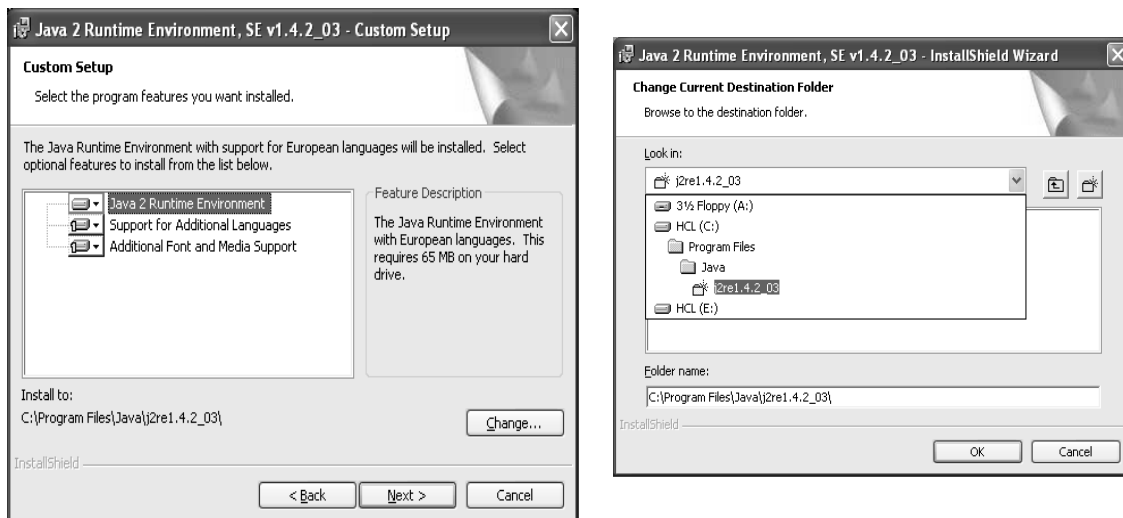 Java 2 Runtime Environment, SE v1.4.2_03 - Custom Setup
Custom Setup
Select the program features you want installed.
The Java Runtime Environment with support for European languages will be installed. Select
optional features to install from the list below.
Java 2 Runtime Environment
Support for Additional Languages
Additional Font and Media Support
Feature Description
The Java Runtime Environment
with European languages. This
requires 65 MB on your hard
drive.
Install to:
C:\Program Files\Java\j2re1.4.2_03\
Change...
InstallShield
< Back
Next >
Cancel
Java 2 Runtime Environment, SE v1.4.2_03 - InstallShield Wizard
Change Current Destination Folder
Browse to the destination folder.
Look in:
j2re1.4.2_03
3½ Floppy (A:)
HCL (C:)
Program Files
Java
j2re1.4.2_03
HCL (E:)
Folder name:
C:\Program Files\Java\j2re1.4.2_03\
InstallShield
OK
Cancel